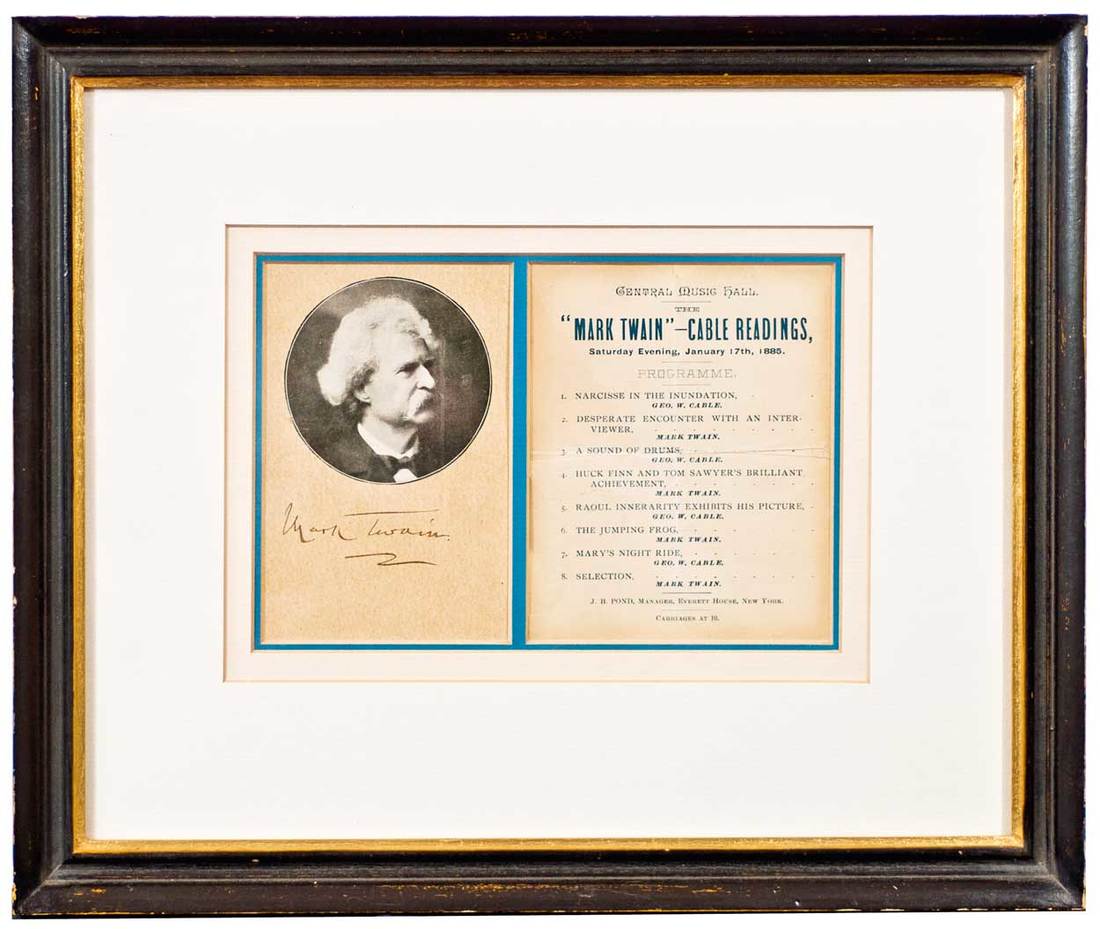 Mark Twain.
CENTRAL MUSIC HALL.
THE
"MARK TWAIN"—CABLE READINGS,
Saturday Evening, January 17th, 1885.
PROGRAMME.
1. NARCISSE IN THE INUNDATION, - -
GEO. W. CABLE.
2. DESPERATE ENCOUNTER WITH AN INTER-
VIEWER, - - - - - - - -
MARK TWAIN.
3. A SOUND OF DRUMS, - - - - -
GEO. W. CABLE.
4. HUCK FINN AND TOM SAWYER'S BRILLIANT
ACHIEVEMENT, - - - - - -
MARK TWAIN.
5. RAOUL INNERARITY EXHIBITS HIS PICTURE, -
GEO. W. CABLE.
6. THE JUMPING FROG, - - - - -
MARK TWAIN.
7. MARY'S NIGHT RIDE, - - - - -
GEO. W. CABLE.
8. SELECTION, - - - - - - -
MARK TWAIN.
J. B. POND, MANAGER, EVERETT HOUSE, NEW YORK.
CARRIAGES AT 10.